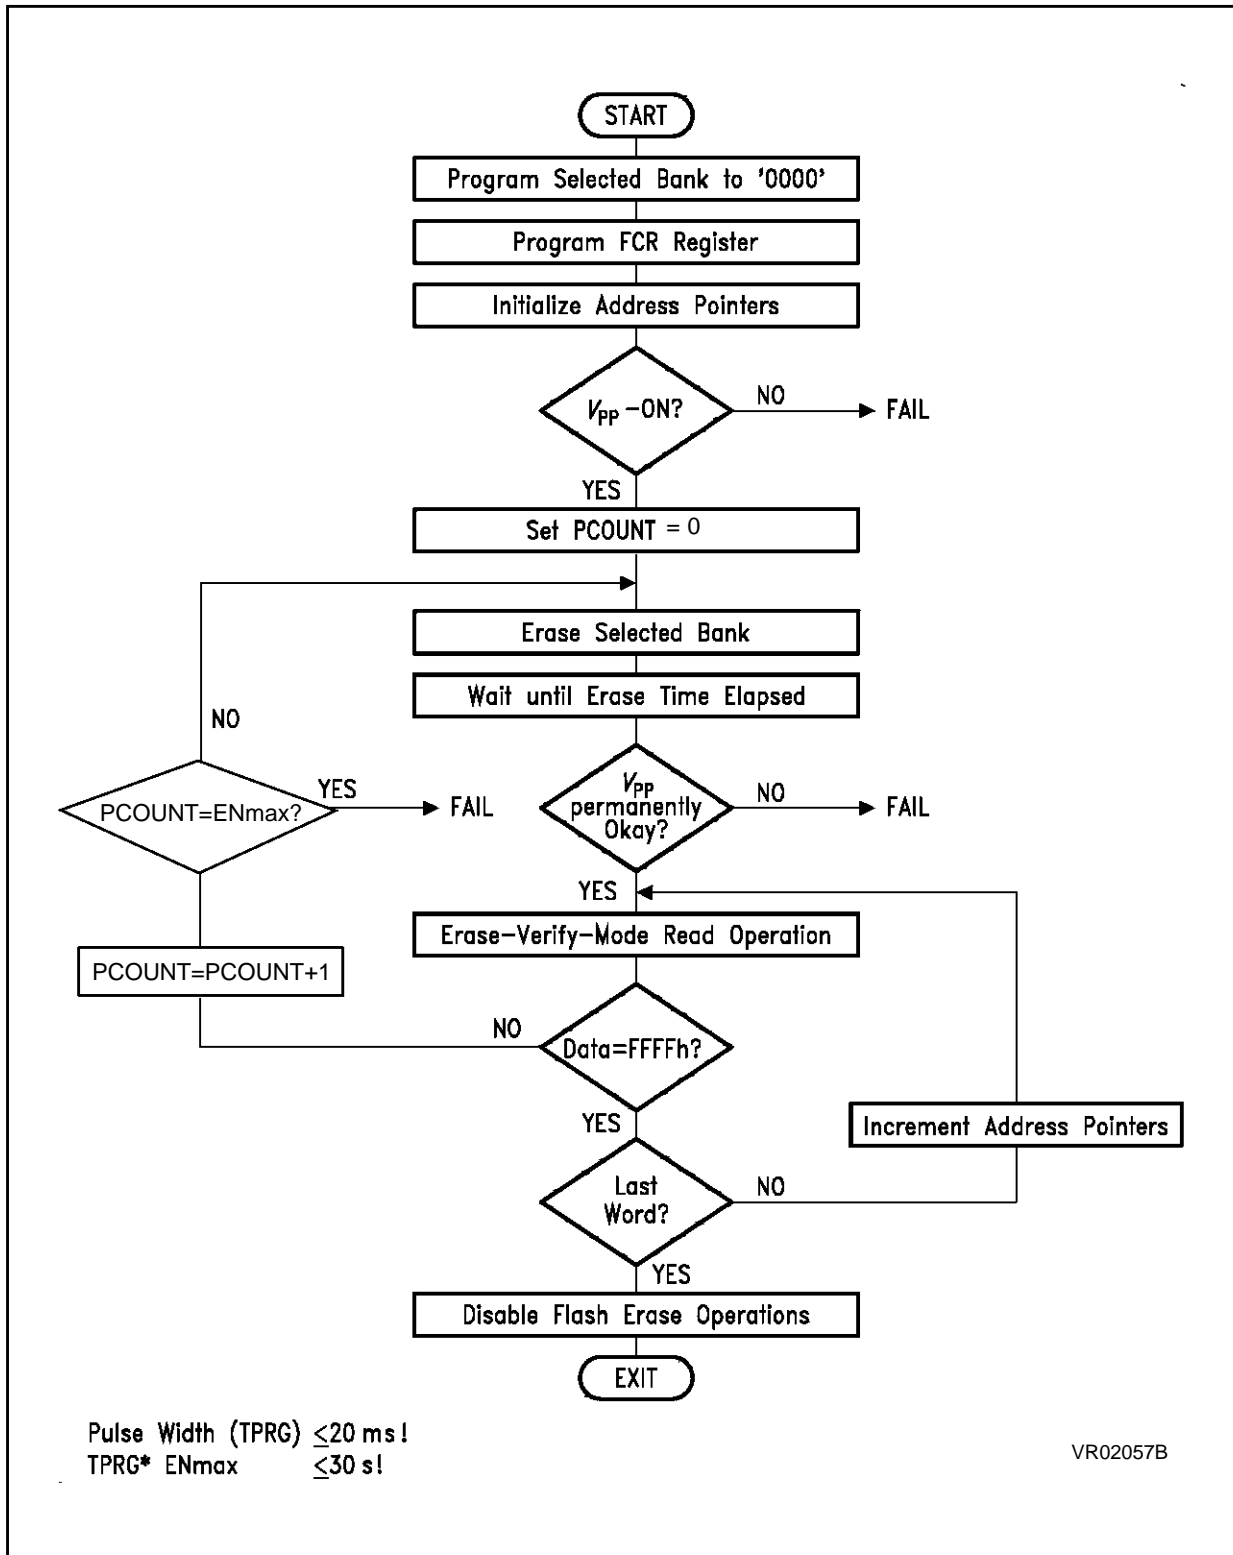 START
Program Selected Bank to '0000'
Program FCR Register
Initialize Address Pointers
VPP -ON?
NO
FAIL
YES
Set PCOUNT = 0
Erase Selected Bank
Wait until Erase Time Elapsed
NO
PCOUNT=ENmax?
YES
FAIL
VPP
permanently
Okay?
NO
FAIL
YES
Erase-Verify-Mode Read Operation
PCOUNT=PCOUNT+1
NO
Data=FFFFh?
YES
Increment Address Pointers
Last
Word?
NO
YES
Disable Flash Erase Operations
EXIT
Pulse Width (TPRG) ≤20 ms!
TPRG* ENmax ≤30 s!
VR02057B